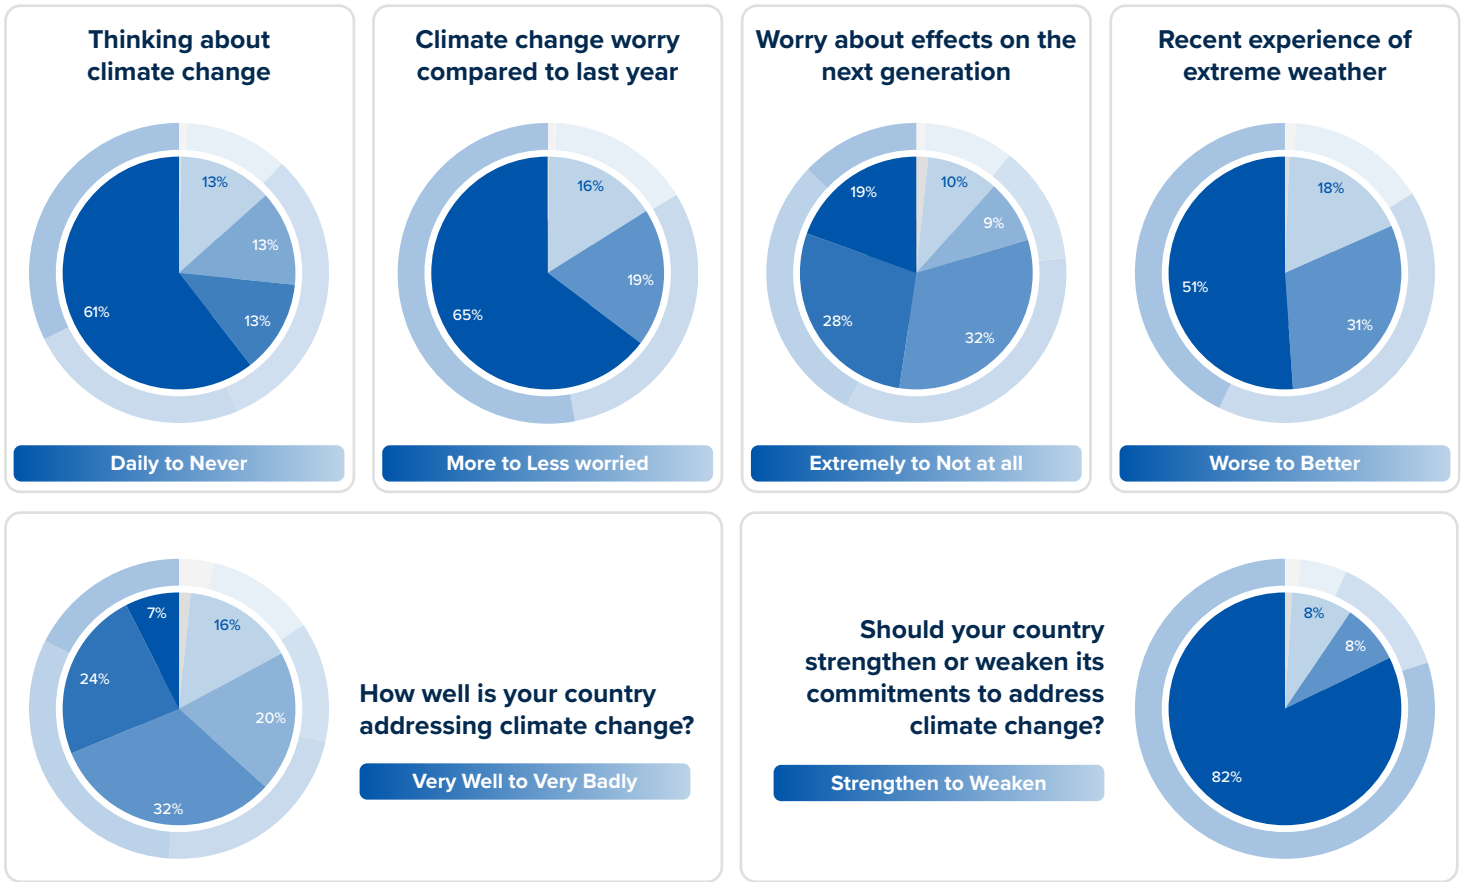 Thinking about
climate change
13%
13%
13%
61%
Daily to Never
Climate change worry
compared to last year
16%
19%
65%
More to Less worried
Worry about effects on the
next generation
19%
10%
9%
32%
28%
Extremely to Not at all
Recent experience of
extreme weather
18%
31%
51%
Worse to Better
7%
16%
24%
20%
32%
How well is your country
addressing climate change?
Very Well to Very Badly
Should your country
strengthen or weaken its
commitments to address
climate change?
Strengthen to Weaken
8%
8%
82%